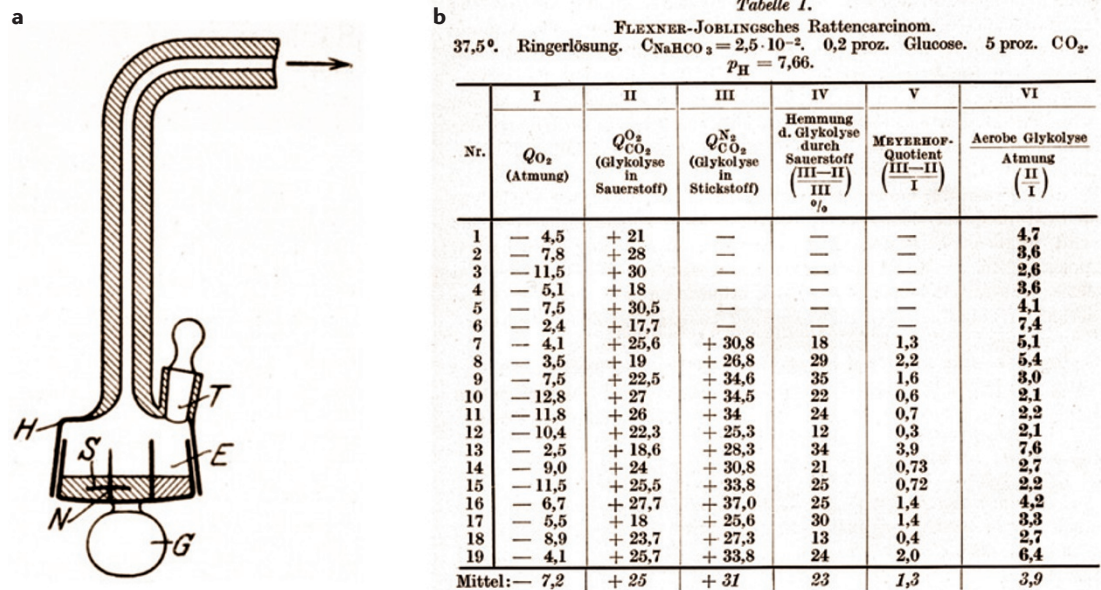 a
H
S
T
E
N
G
b
Tabelle 1.
FLEXNER-JOBLINGsches Rattencarcinom.
37,5°. Ringerlösung. CNaHCO3 = 2,5·10⁻². 0,2 proz. Glucose. 5 proz. CO2.
pH = 7,66.
Nr. | I | II | III | IV | V | VI
QO2 (Atmung) | Q^O2 CO2 (Glykolyse in Sauerstoff) | Q^N2 CO2 (Glykolyse in Stickstoff) | Hemmung d. Glykolyse durch Sauerstoff (III—II / III) % | MEYERHOF-Quotient (III—II / I) | Aerobe Glykolyse / Atmung (II / I)
1 | — 4,5 | + 21 | — | — | — | 4,7
2 | — 7,8 | + 28 | — | — | — | 3,6
3 | — 11,5 | + 30 | — | — | — | 2,6
4 | — 5,1 | + 18 | — | — | — | 3,6
5 | — 7,5 | + 30,5 | — | — | — | 4,1
6 | — 2,4 | + 17,7 | — | — | — | 7,4
7 | — 4,1 | + 25,6 | + 30,8 | 18 | 1,3 | 5,1
8 | — 3,5 | + 19 | + 26,8 | 29 | 2,2 | 5,4
9 | — 7,5 | + 22,5 | + 34,6 | 35 | 1,6 | 3,0
10 | — 12,8 | + 27 | + 34,5 | 22 | 0,6 | 2,1
11 | — 11,8 | + 26 | + 34 | 24 | 0,7 | 2,2
12 | — 10,4 | + 22,3 | + 25,3 | 12 | 0,3 | 2,1
13 | — 2,5 | + 18,6 | + 28,3 | 34 | 3,9 | 7,6
14 | — 9,0 | + 24 | + 30,8 | 21 | 0,73 | 2,7
15 | — 11,5 | + 25,5 | + 33,8 | 25 | 0,72 | 2,2
16 | — 6,7 | + 27,7 | + 37,0 | 25 | 1,4 | 4,2
17 | — 5,5 | + 18 | + 25,6 | 30 | 1,4 | 3,3
18 | — 8,9 | + 23,7 | + 27,3 | 13 | 0,4 | 2,7
19 | — 4,1 | + 25,7 | + 33,8 | 24 | 2,0 | 6,4
Mittel: | — 7,2 | + 25 | + 31 | 23 | 1,3 | 3,9